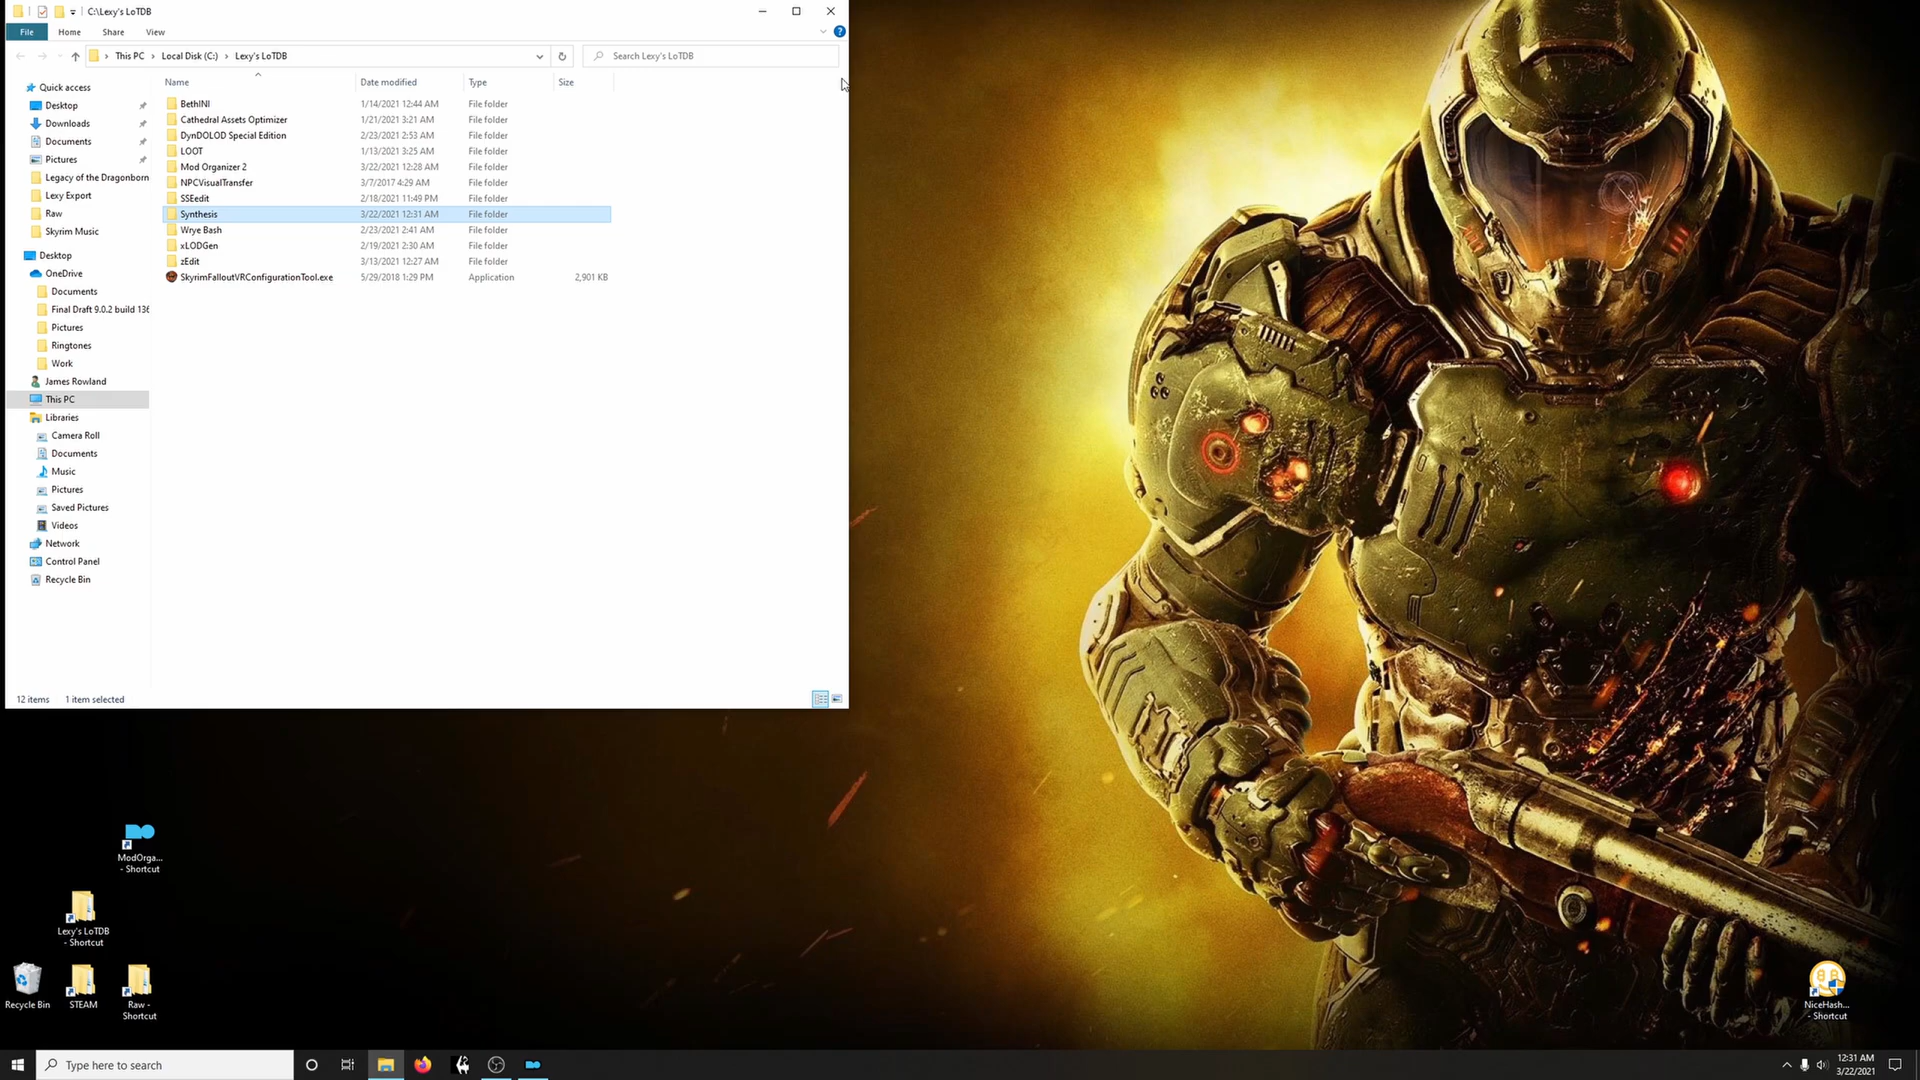 C:\Lexy's LoTDB
File Home Share View
This PC Local Disk (C:) Lexy's LoTDB Search Lexy's LoTDB
Name Date modified Type Size
Quick access
Desktop
Downloads
Documents
Pictures
Legacy of the Dragonborn
Lexy Export
Raw
Skyrim Music
Desktop
OneDrive
Documents
Final Draft 9.0.2 build 136
Pictures
Ringtones
Work
James Rowland
This PC
Libraries
Camera Roll
Documents
Music
Pictures
Saved Pictures
Videos
Network
Control Panel
Recycle Bin
BethINI 1/14/2021 12:44 AM File folder
Cathedral Assets Optimizer 1/21/2021 3:21 AM File folder
DynDOLOD Special Edition 2/23/2021 2:53 AM File folder
LOOT 1/13/2021 3:25 AM File folder
Mod Organizer 2 3/22/2021 12:28 AM File folder
NPCVisualTransfer 3/7/2017 4:29 AM File folder
SSEedit 2/18/2021 11:49 PM File folder
Synthesis 3/22/2021 12:31 AM File folder
Wrye Bash 2/23/2021 2:41 AM File folder
xLODGen 2/19/2021 2:30 AM File folder
zEdit 3/13/2021 12:27 AM File folder
SkyrimFalloutVRConfigurationTool.exe 5/29/2018 1:29 PM Application 2,901 KB
12 items 1 item selected
ModOrga...
- Shortcut
Lexy's LoTDB
- Shortcut
Recycle Bin
STEAM
Raw -
Shortcut
NiceHash...
- Shortcut
Type here to search
12:31 AM
3/22/2021